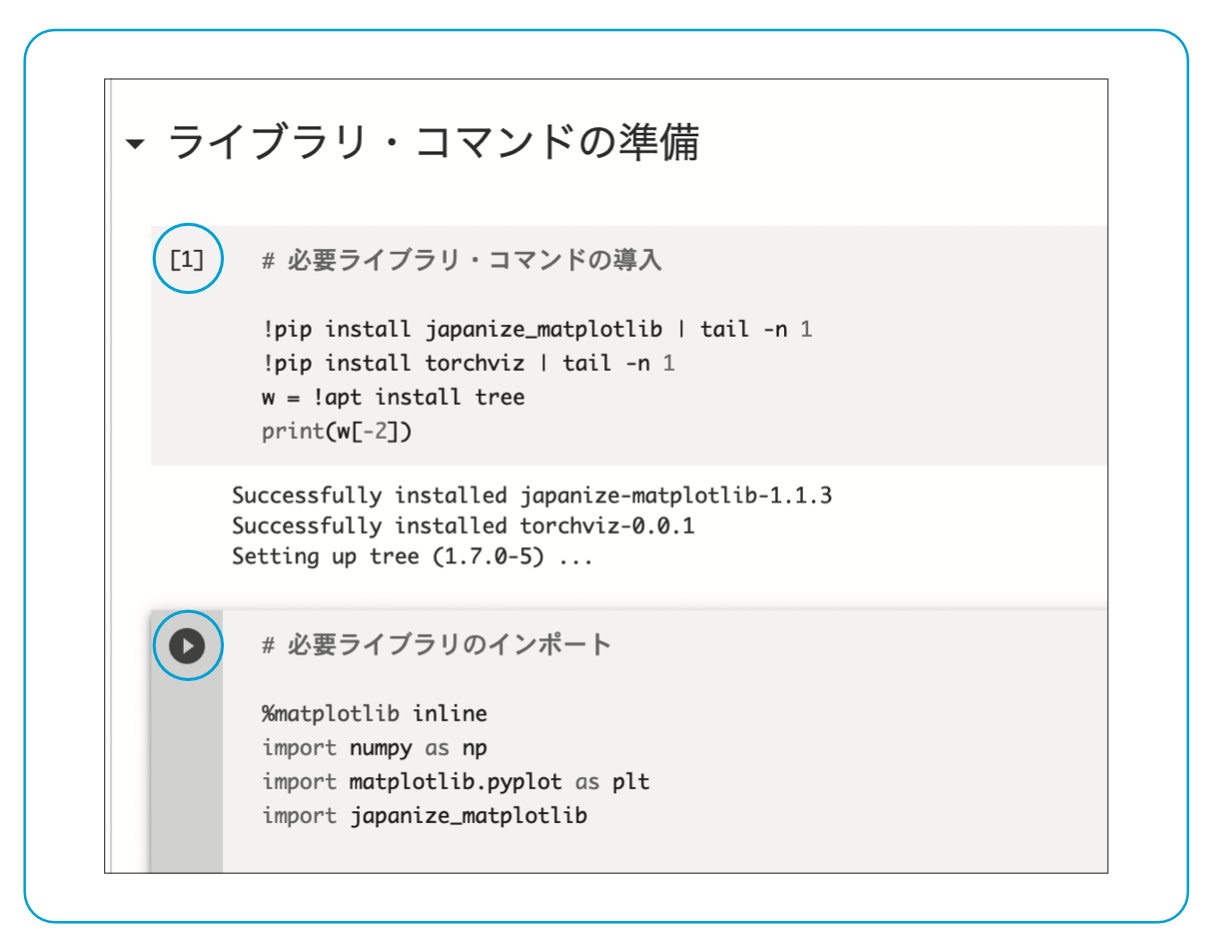 ライブラリ・コマンドの準備
[1]
# 必要ライブラリ・コマンドの導入
!pip install japanize_matplotlib | tail -n 1
!pip install torchviz | tail -n 1
w = !apt install tree
print(w[-2])
Successfully installed japanize-matplotlib-1.1.3
Successfully installed torchviz-0.0.1
Setting up tree (1.7.0-5) ...
# 必要ライブラリのインポート
%matplotlib inline
import numpy as np
import matplotlib.pyplot as plt
import japanize_matplotlib